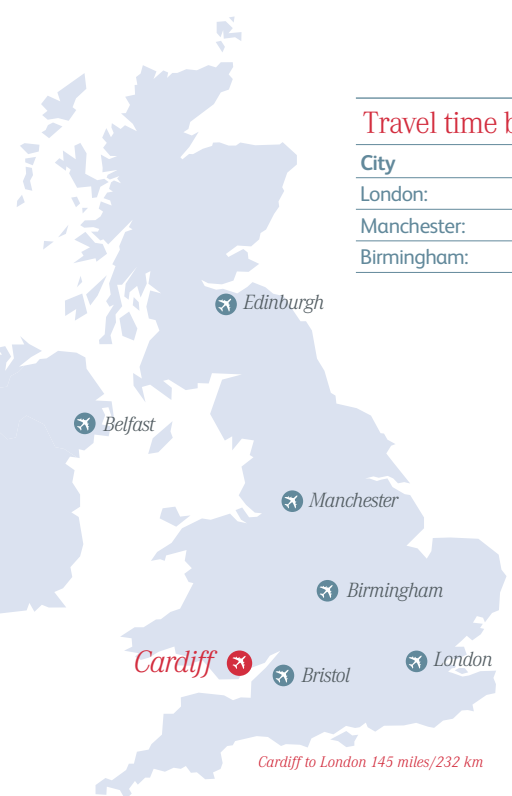 Travel time b
City
London:
Manchester:
Birmingham:
Edinburgh
Belfast
Manchester
Birmingham
Cardiff
Bristol
London
Cardiff to London 145 miles/232 km